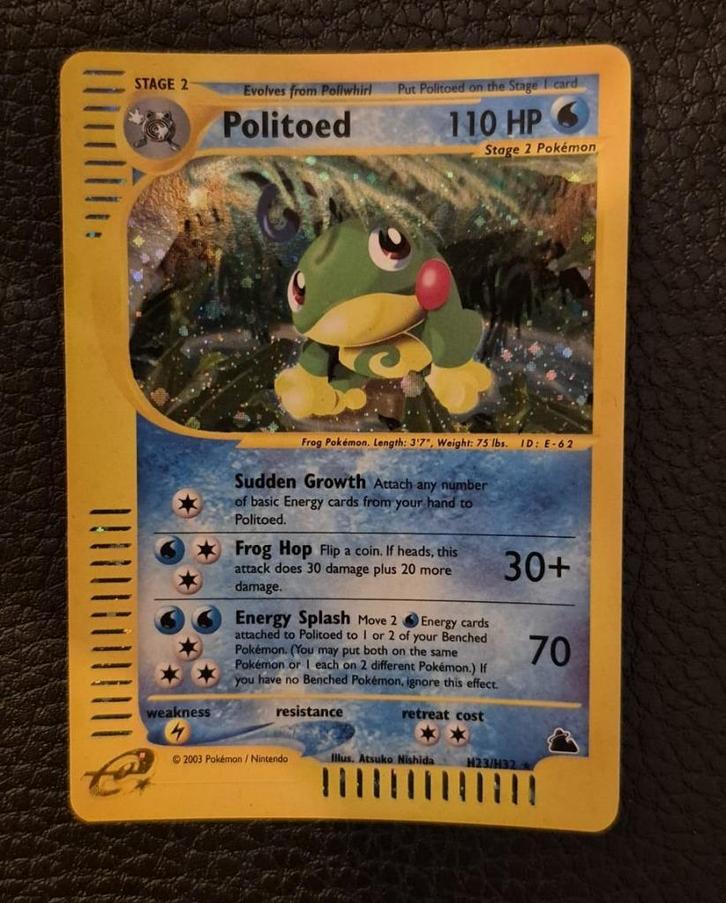 STAGE 2
Evolves from Poliwhirl
Put Politoed on the Stage 1 card
Politoed
110 HP
Stage 2 Pokémon
Frog Pokémon. Length: 3'7", Weight: 75 lbs. ID: E-62
Sudden Growth Attach any number
of basic Energy cards from your hand to
Politoed.
Frog Hop Flip a coin. If heads, this
attack does 30 damage plus 20 more
damage.
30+
Energy Splash Move 2 Energy cards
attached to Politoed to 1 or 2 of your Benched
Pokémon. (You may put both on the same
Pokémon or 1 each on 2 different Pokémon.) If
you have no Benched Pokémon, ignore this effect.
70
weakness
resistance
retreat cost
© 2003 Pokémon / Nintendo
Illus. Atsuko Nishida
H23/H32